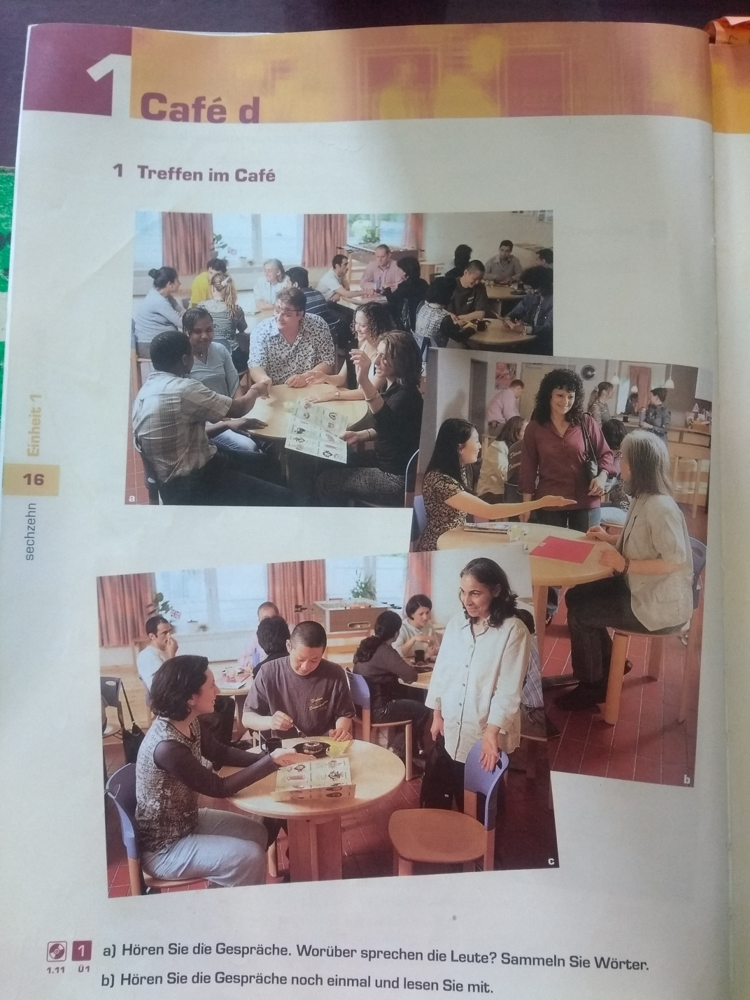 1
Café d
1 Treffen im Café
a
b
c
Einheit 1
16
sechzehn
1 a) Hören Sie die Gespräche. Worüber sprechen die Leute? Sammeln Sie Wörter.
1.11 Ü1
b) Hören Sie die Gespräche noch einmal und lesen Sie mit.